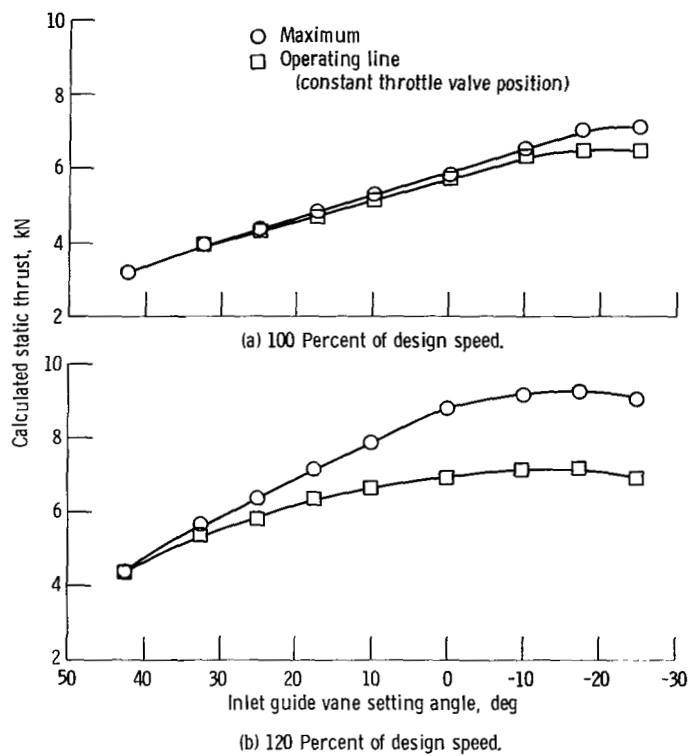 10
8
6
4
2
Maximum
Operating line
(constant throttle valve position)
(a) 100 Percent of design speed.
Calculated static thrust, kN
10
8
6
4
2
50 40 30 20 10 0 -10 -20 -30
Inlet guide vane setting angle, deg
(b) 120 Percent of design speed.